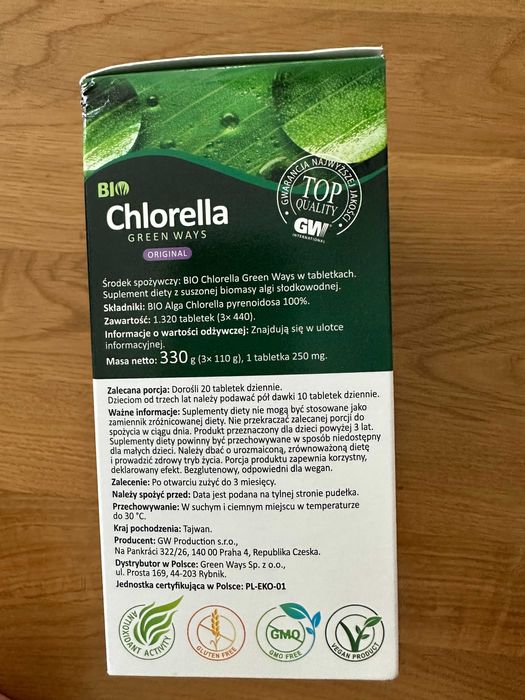 GWARANCJA NAJWYŻSZEJ JAKOŚCI
TOP
QUALITY
GW
INTERNATIONAL
BIO
Chlorella
GREEN WAYS
ORIGINAL
Środek spożywczy: BIO Chlorella Green Ways w tabletkach.
Suplement diety z suszonej biomasy algi słodkowodnej.
Składniki: BIO Alga Chlorella pyrenoidosa 100%.
Zawartość: 1.320 tabletek (3× 440).
Informacje o wartości odżywczej: Znajdują się w ulotce
informacyjnej.
Masa netto: 330 g (3× 110 g), 1 tabletka 250 mg.
Zalecana porcja: Dorośli 20 tabletek dziennie.
Dzieciom od trzech lat należy podawać pół dawki 10 tabletek dziennie.
Ważne informacje: Suplementy diety nie mogą być stosowane jako
zamiennik zróżnicowanej diety. Nie przekraczać zalecanej porcji do
spożycia w ciągu dnia. Produkt przeznaczony dla dzieci powyżej 3 lat.
Suplementy diety powinny być przechowywane w sposób niedostępny
dla małych dzieci. Należy dbać o urozmaiconą, zrównoważoną dietę
i prowadzić zdrowy tryb życia. Porcja produktu zapewnia korzystny,
deklarowany efekt. Bezglutenowy, odpowiedni dla wegan.
Zalecenie: Po otwarciu zużyć do 3 miesięcy.
Należy spożyć przed: Data jest podana na tylnej stronie pudełka.
Przechowywanie: W suchym i ciemnym miejscu w temperaturze
do 30 °C.
Kraj pochodzenia: Tajwan.
Producent: GW Production s.r.o.,
Na Pankráci 322/26, 140 00 Praha 4, Republika Czeska.
Dystrybutor w Polsce: Green Ways Sp. z o.o.,
ul. Prosta 169, 44-203 Rybnik.
Jednostka certyfikująca w Polsce: PL-EKO-01
ANTIOXIDANT ACTIVITY
GLUTEN FREE
GMO
GMO FREE
VEGAN PRODUCT